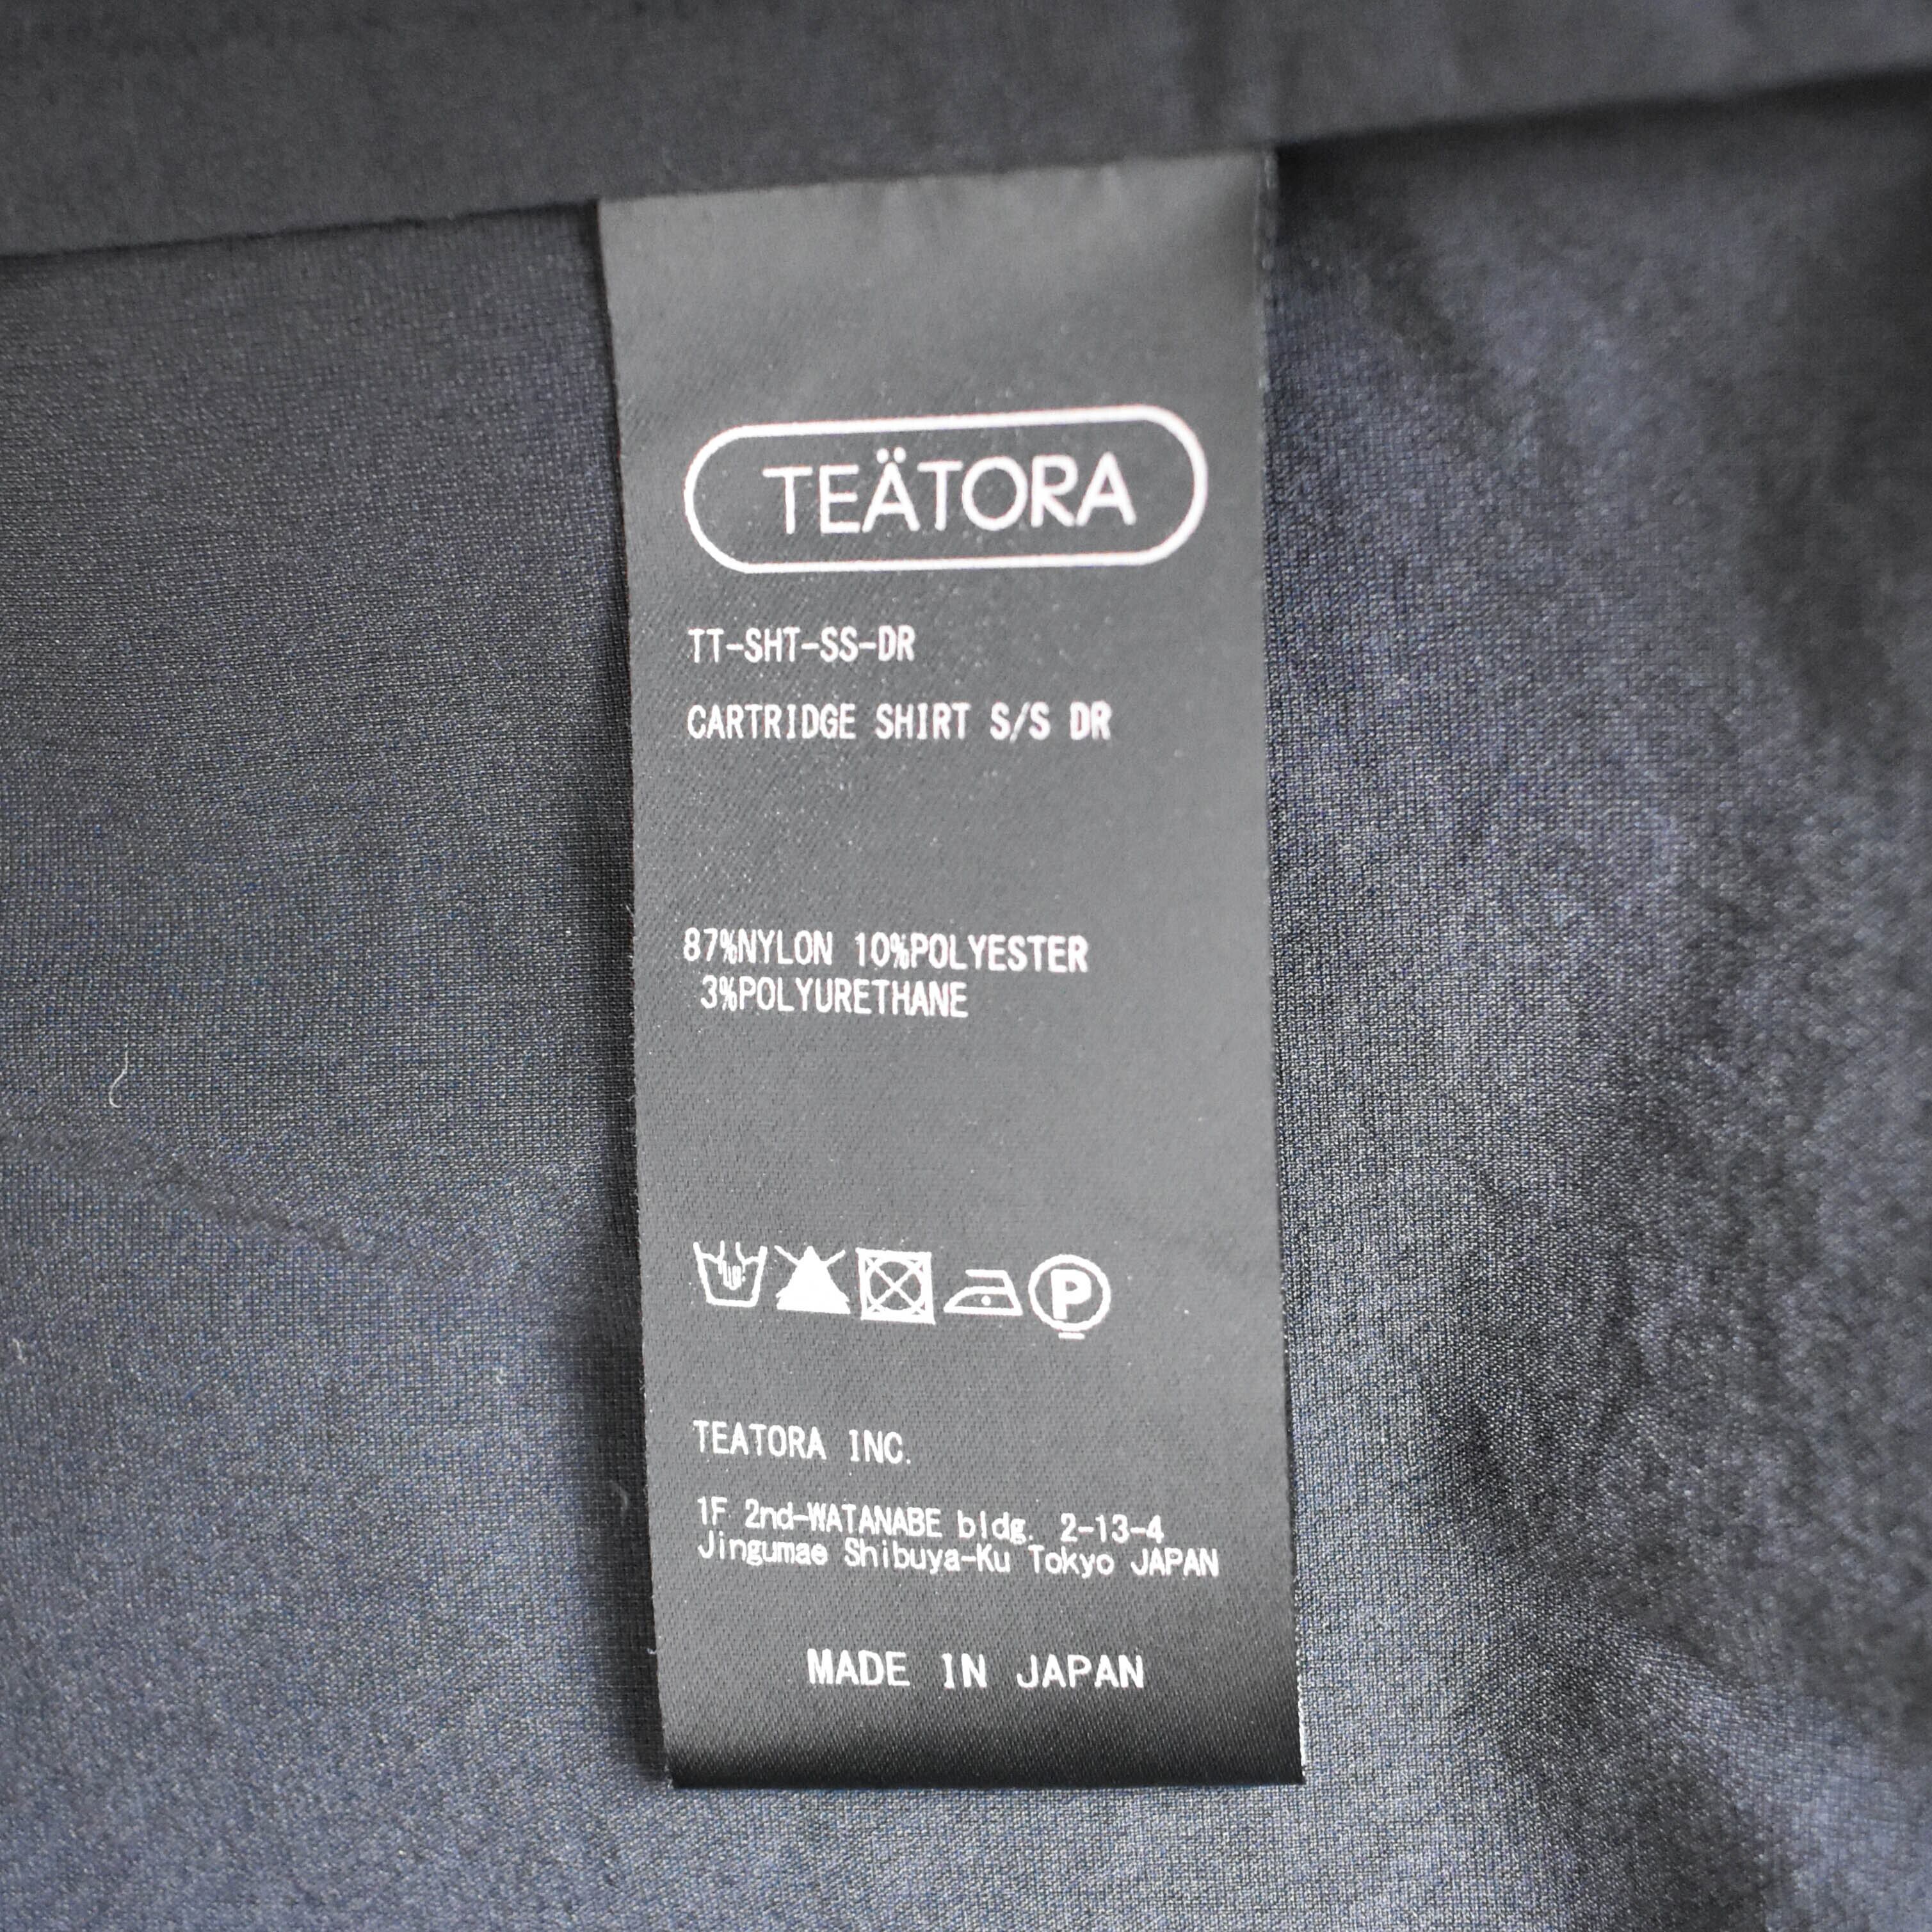 TEÄTORA
TT-SHT-SS-DR
CARTRIDGE SHIRT S/S DR
87%NYLON 10%POLYESTER
3%POLYURETHANE
P
TEATORA INC.
1F 2nd-WATANABE bldg. 2-13-4
Jingumae Shibuya-Ku Tokyo JAPAN
MADE IN JAPAN